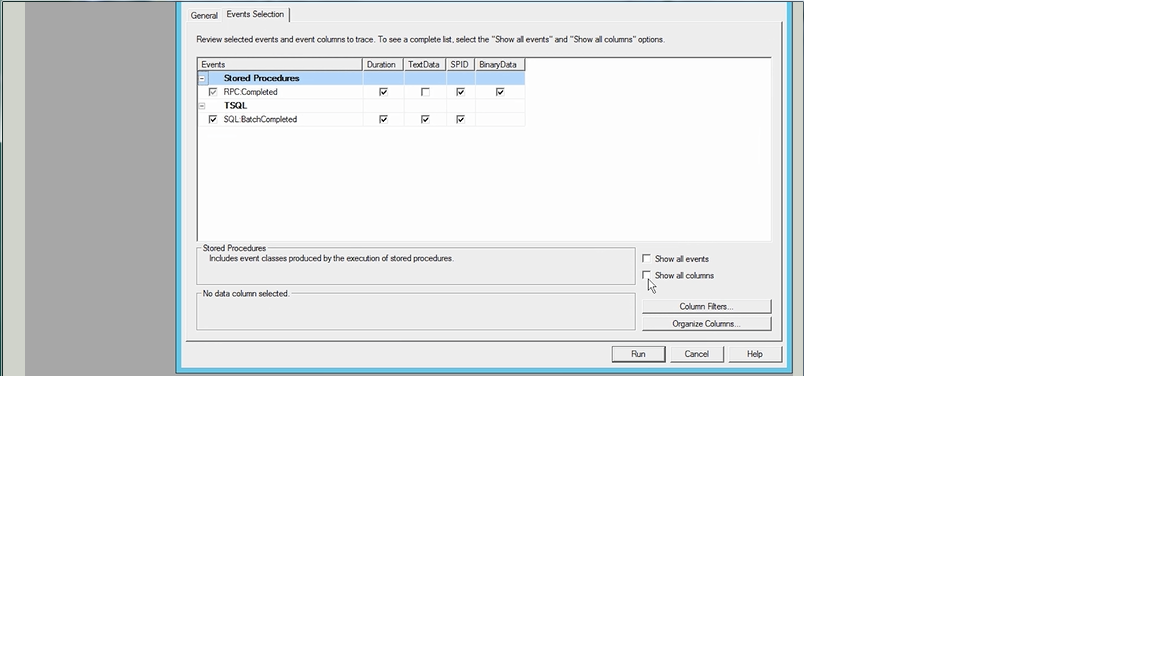 General Events Selection
Review selected events and event columns to trace. To see a complete list, select the "Show all events" and "Show all columns" options.
Events Duration TextData SPID BinaryData
Stored Procedures
RPC:Completed
TSQL
SQL:BatchCompleted
Stored Procedures
Includes event classes produced by the execution of stored procedures.
Show all events
Show all columns
No data column selected.
Column Filters...
Organize Columns...
Run Cancel Help